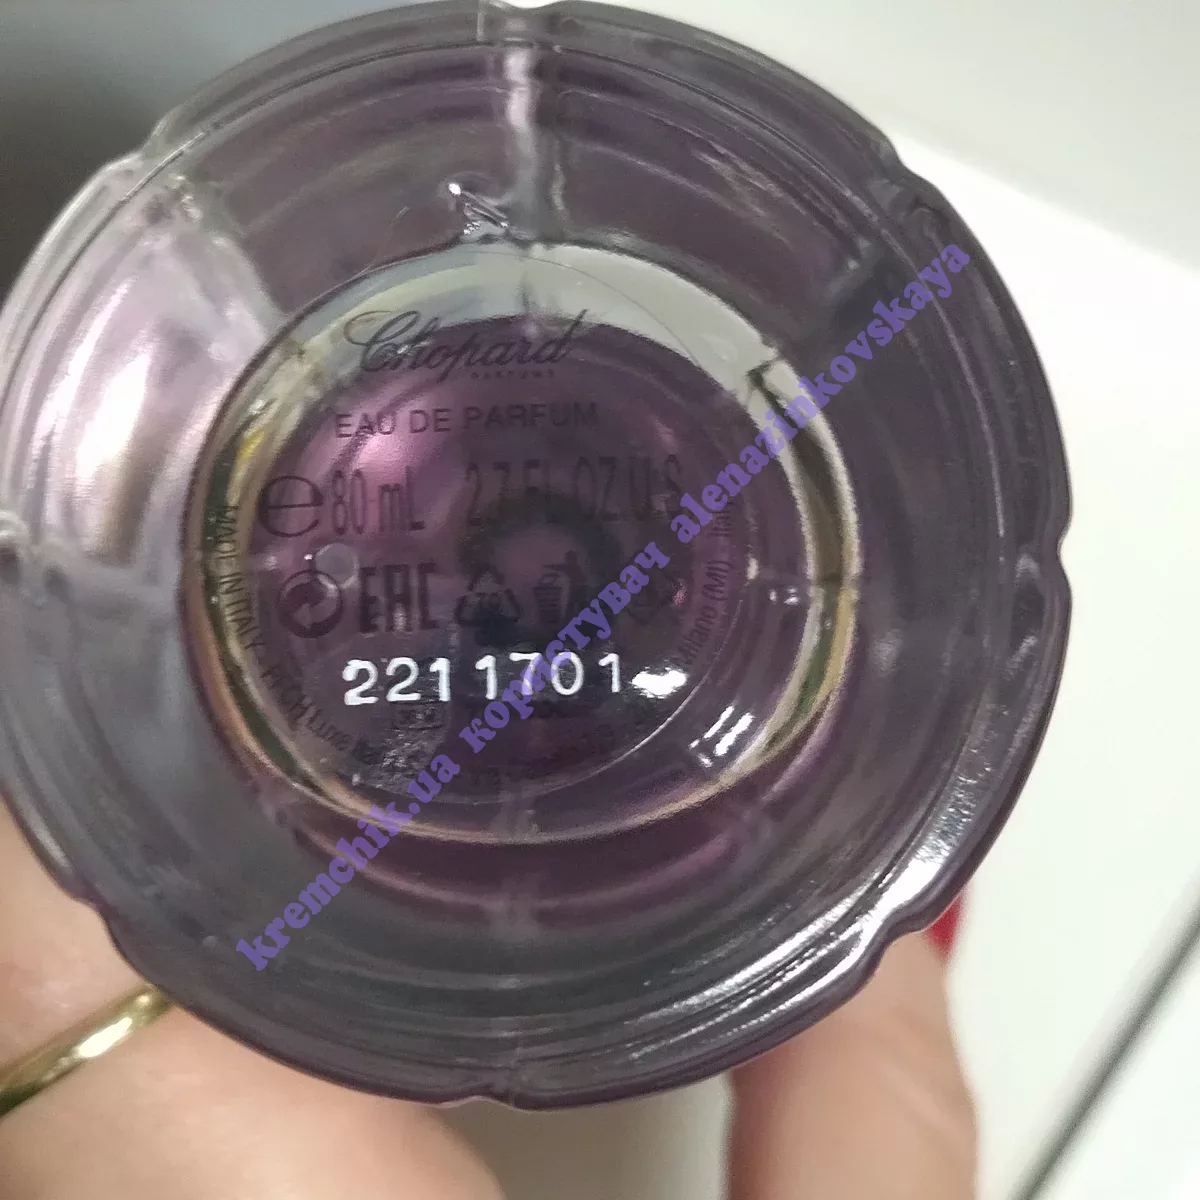 Chopard
PARFUMS
EAU DE PARFUM
e 80 mL 2.7 FL.OZ.U.S
EAC
2211701
MADE IN ITALY
Milano (MI) - Ital
kremchik.ua користувач alenazinkovskaya